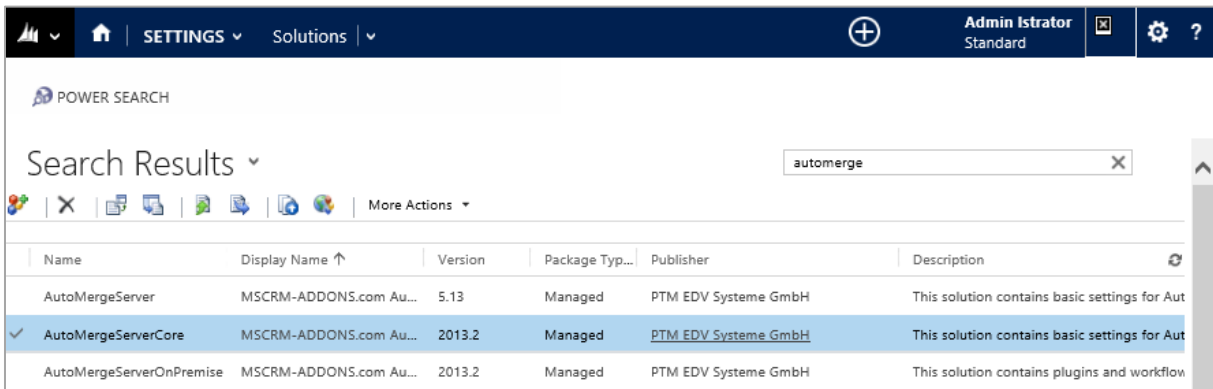 SETTINGS Solutions Admin Istrator
Standard ?
POWER SEARCH
Search Results automerge
More Actions
Name Display Name Version Package Typ... Publisher Description
AutoMergeServer MSCRM-ADDONS.com Au... 5.13 Managed PTM EDV Systeme GmbH This solution contains basic settings for Aut
AutoMergeServerCore MSCRM-ADDONS.com Au... 2013.2 Managed PTM EDV Systeme GmbH This solution contains basic settings for Aut
AutoMergeServerOnPremise MSCRM-ADDONS.com Au... 2013.2 Managed PTM EDV Systeme GmbH This solution contains plugins and workflow